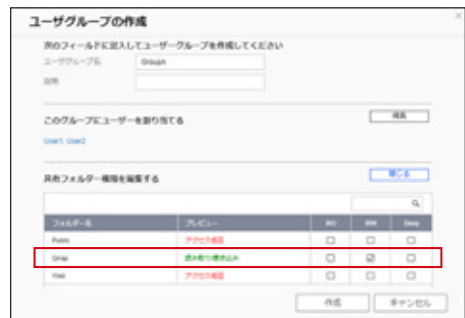 ユーザグループの作成
次のフィールドに記入してユーザーグループを作成してください
ユーザーグループ名 GroupA
説明
このグループにユーザーを割り当てる 編集
User1, User2
共有フォルダー権限を編集する 閉じる
フォルダー名 プレビュー RO RW Deny
Public アクセス拒否
Qnap 読み取り/書き込み
Web アクセス拒否
作成 キャンセル